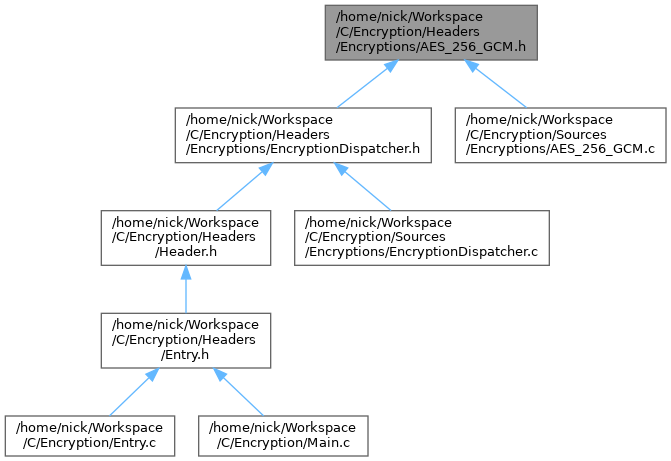 /home/nick/Workspace
/C/Encryption/Headers
/Encryptions/AES_256_GCM.h
/home/nick/Workspace
/C/Encryption/Headers
/Encryptions/EncryptionDispatcher.h
/home/nick/Workspace
/C/Encryption/Sources
/Encryptions/AES_256_GCM.c
/home/nick/Workspace
/C/Encryption/Headers
/Header.h
/home/nick/Workspace
/C/Encryption/Sources
/Encryptions/EncryptionDispatcher.c
/home/nick/Workspace
/C/Encryption/Headers
/Entry.h
/home/nick/Workspace
/C/Encryption/Entry.c
/home/nick/Workspace
/C/Encryption/Main.c